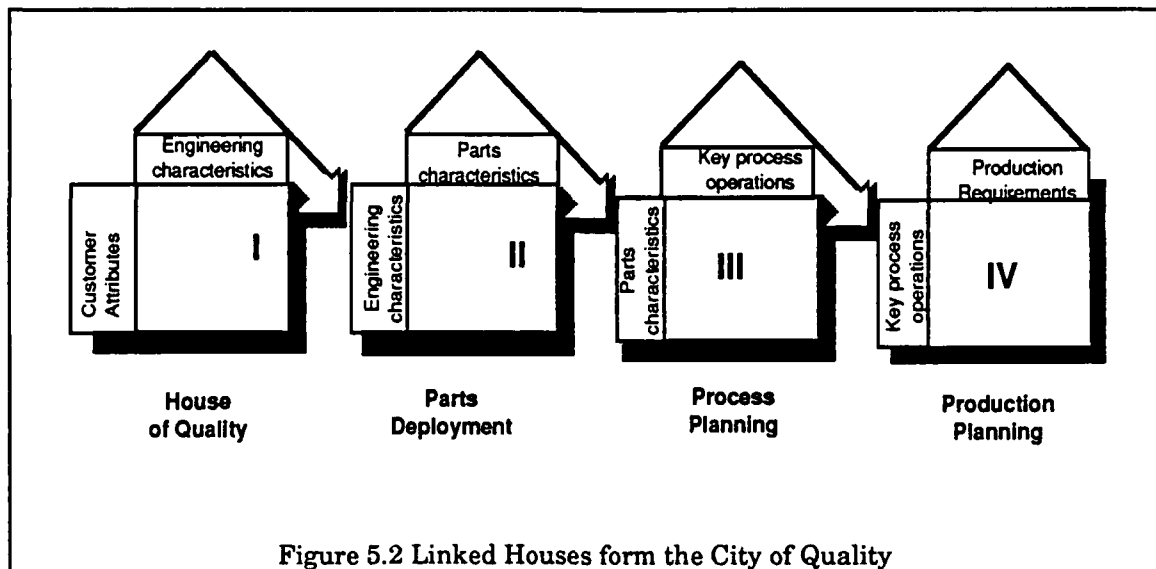 Engineering
characteristics
Customer
Attributes
I
House
of Quality
Parts
characteristics
Engineering
characteristics
II
Parts
Deployment
Key process
operations
Parts
characteristics
III
Process
Planning
Production
Requirements
Key process
operations
IV
Production
Planning
Figure 5.2 Linked Houses form the City of Quality